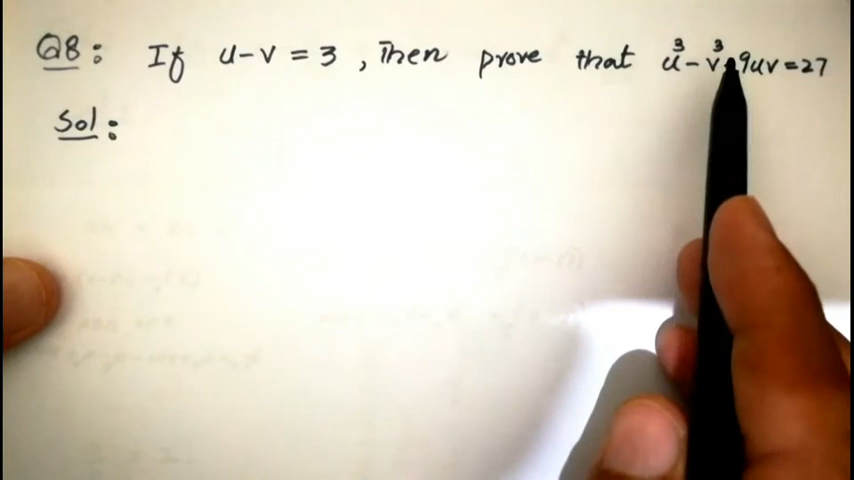 Q8: If u-v = 3, Then prove that u³-v³-9uv=27
Sol: